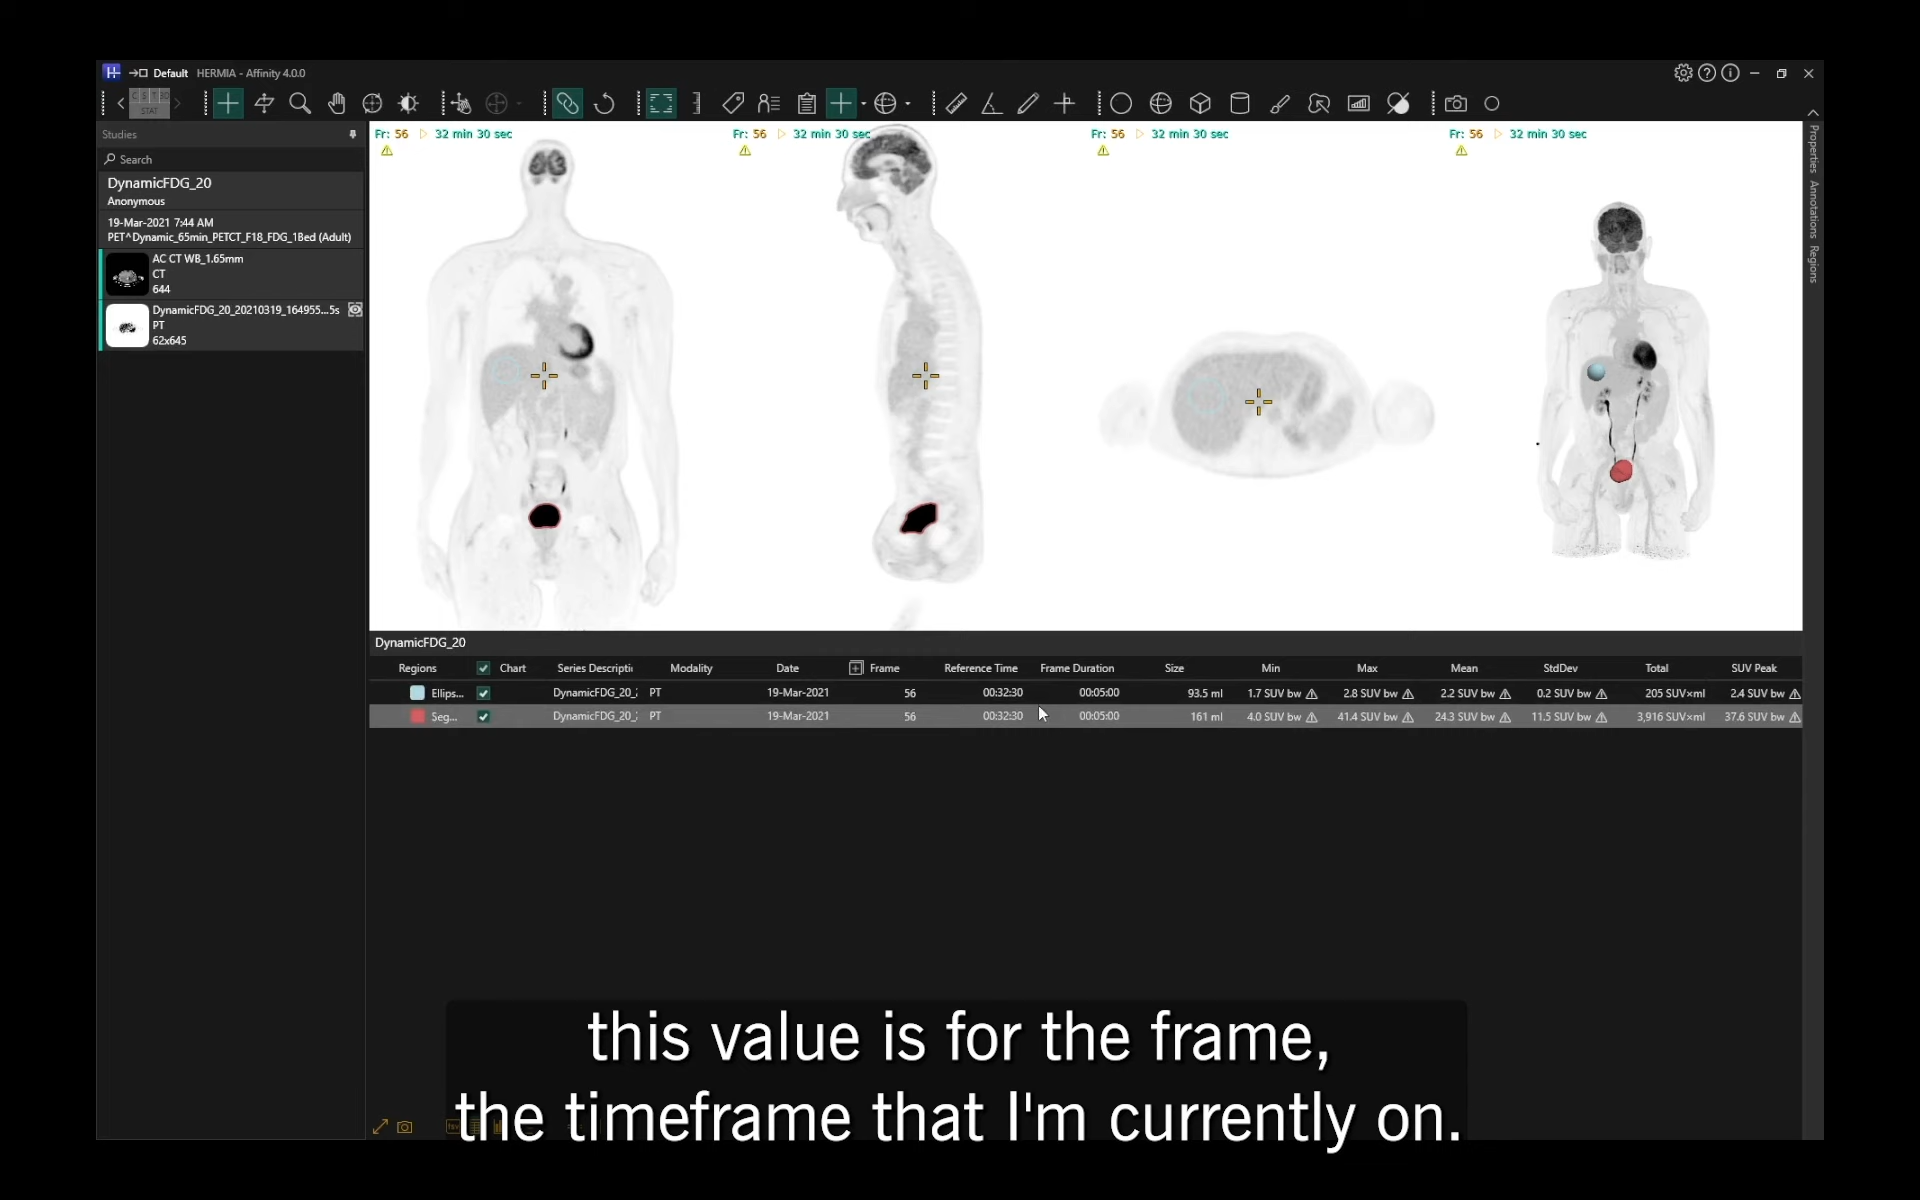 Default HERMIA - Affinity 4.0.0
STAT
Studies
Search
DynamicFDG_20
Anonymous
19-Mar-2021 7:44 AM
PET^Dynamic_65min_PETCT_F18_FDG_1Bed (Adult)
AC CT WB_1.65mm
CT
644
DynamicFDG_20_20210319_164955...5s
PT
62x645
Fr: 56 32 min 30 sec
Fr: 56 32 min 30 sec
Fr: 56 32 min 30 sec
Fr: 56 32 min 30 sec
Properties Annotations Regions
DynamicFDG_20
Regions Chart Series Descripti Modality Date Frame Reference Time Frame Duration Size Min Max Mean StdDev Total SUV Peak
Ellips... DynamicFDG_20_ PT 19-Mar-2021 56 00:32:30 00:05:00 93.5 ml 1.7 SUV bw 2.8 SUV bw 2.2 SUV bw 0.2 SUV bw 205 SUV×ml 2.4 SUV bw
Seg... DynamicFDG_20_ PT 19-Mar-2021 56 00:32:30 00:05:00 161 ml 4.0 SUV bw 41.4 SUV bw 24.3 SUV bw 11.5 SUV bw 3,916 SUV×ml 37.6 SUV bw
this value is for the frame,
the timeframe that I'm currently on.